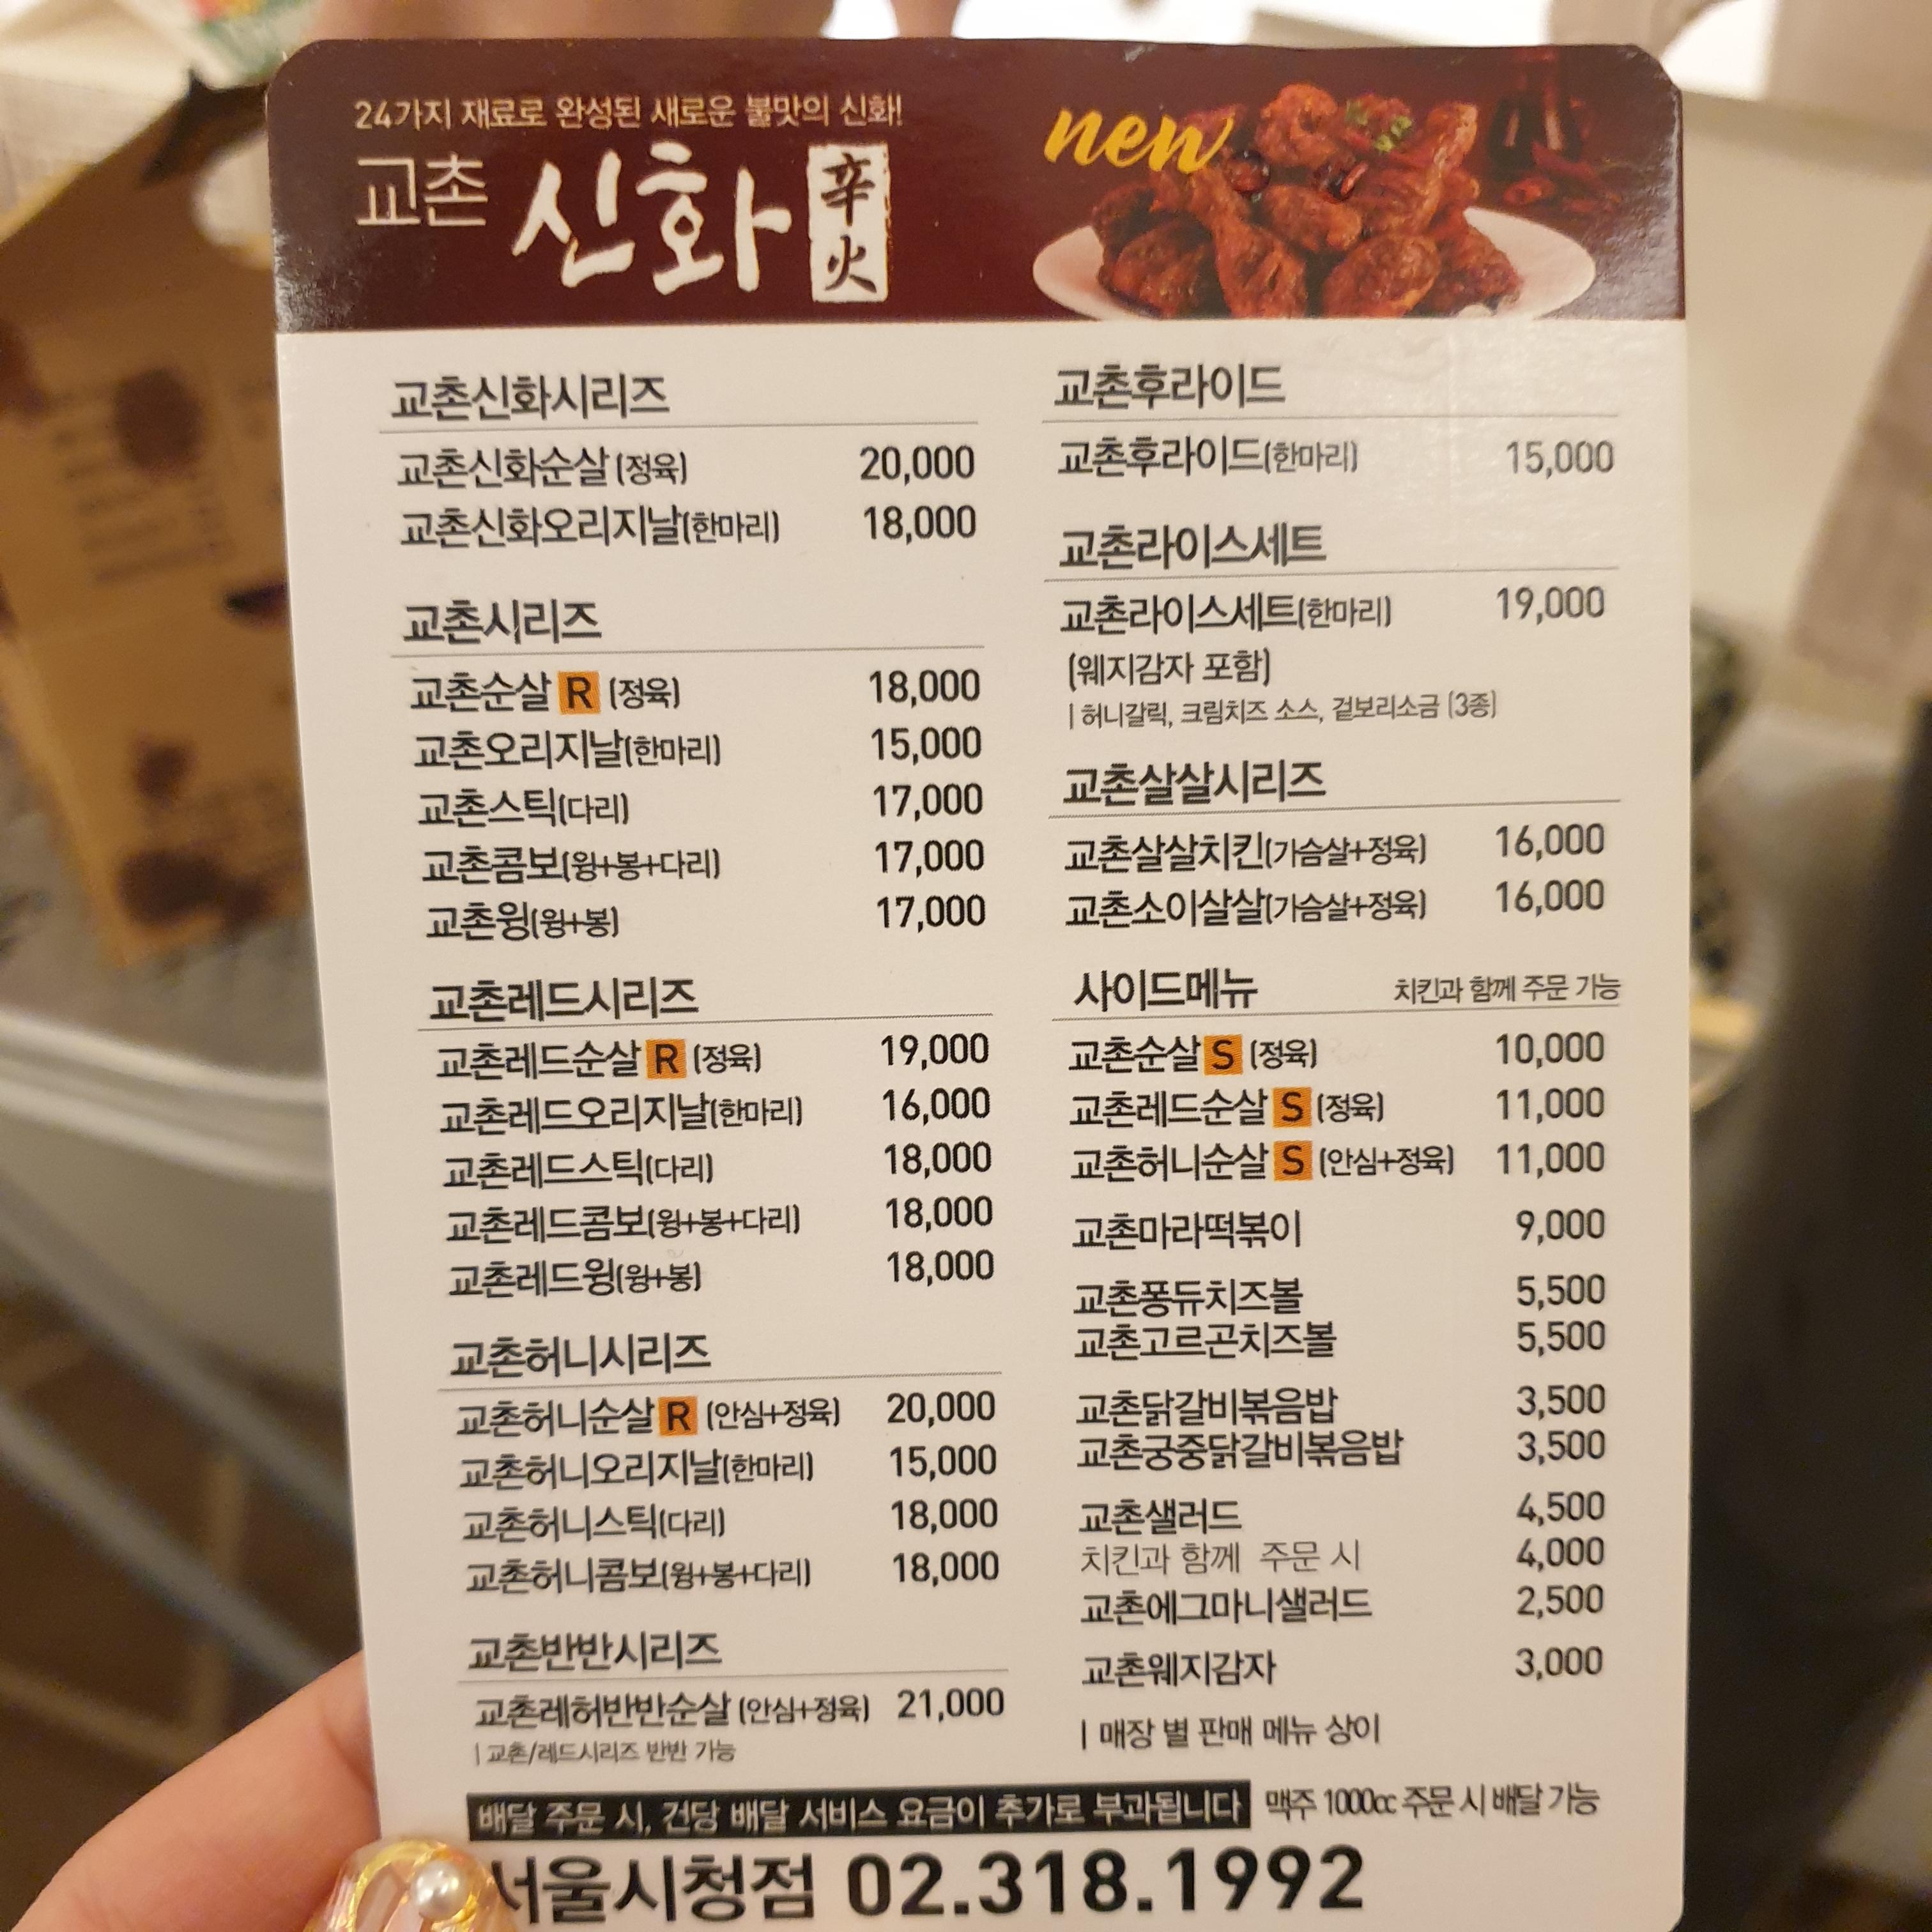 24가지 재료로 완성된 새로운 불맛의 신화!
교촌 신화 辛火
new
교촌신화시리즈
교촌신화순살(정육) 20,000
교촌신화오리지날(한마리) 18,000
교촌시리즈
교촌순살 R (정육) 18,000
교촌오리지날(한마리) 15,000
교촌스틱(다리) 17,000
교촌콤보(윙+봉+다리) 17,000
교촌윙(윙+봉) 17,000
교촌레드시리즈
교촌레드순살 R (정육) 19,000
교촌레드오리지날(한마리) 16,000
교촌레드스틱(다리) 18,000
교촌레드콤보(윙+봉+다리) 18,000
교촌레드윙(윙+봉) 18,000
교촌허니시리즈
교촌허니순살 R (안심+정육) 20,000
교촌허니오리지날(한마리) 15,000
교촌허니스틱(다리) 18,000
교촌허니콤보(윙+봉+다리) 18,000
교촌반반시리즈
교촌레허반반순살 (안심+정육) 21,000
| 교촌/레드시리즈 반반 가능
교촌후라이드
교촌후라이드(한마리) 15,000
교촌라이스세트
교촌라이스세트(한마리) 19,000
(웨지감자 포함)
| 허니갈릭, 크림치즈 소스, 겉보리소금 (3종)
교촌살살시리즈
교촌살살치킨(가슴살+정육) 16,000
교촌소이살살(가슴살+정육) 16,000
사이드메뉴 치킨과 함께 주문 가능
교촌순살 S (정육) 10,000
교촌레드순살 S (정육) 11,000
교촌허니순살 S (안심+정육) 11,000
교촌마라떡볶이 9,000
교촌퐁듀치즈볼 5,500
교촌고르곤치즈볼 5,500
교촌닭갈비볶음밥 3,500
교촌궁중닭갈비볶음밥 3,500
교촌샐러드 4,500
치킨과 함께 주문 시 4,000
교촌에그마니샐러드 2,500
교촌웨지감자 3,000
| 매장 별 판매 메뉴 상이
배달 주문 시, 건당 배달 서비스 요금이 추가로 부과됩니다 맥주 1000cc 주문 시 배달 가능
서울시청점 02.318.1992